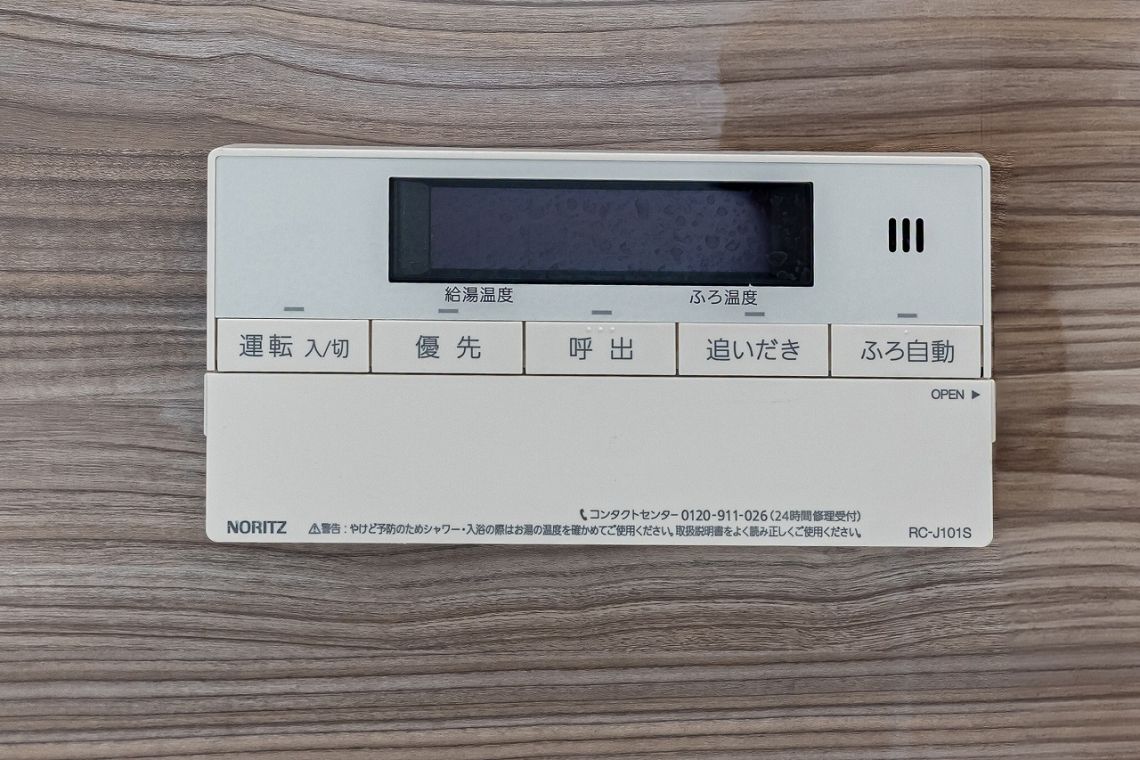 給湯温度 ふろ温度
運転 入/切 優先 呼出 追いだき ふろ自動
OPEN ▶
コンタクトセンター 0120-911-026(24時間修理受付)
NORITZ ⚠警告:やけど予防のためシャワー・入浴の際はお湯の温度を確かめてご使用ください。取扱説明書をよく読み正しくご使用ください。 RC-J101S